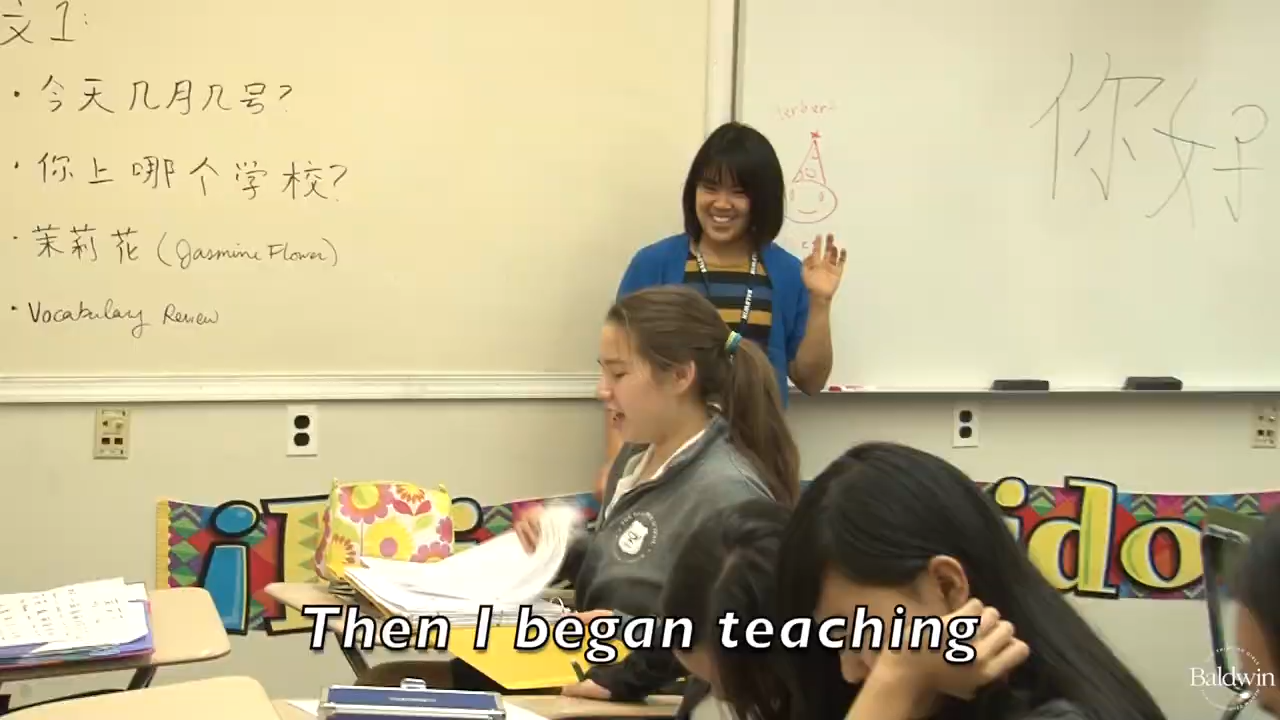 文1:
· 今天几月几号?
· 你上哪个学校?
· 茉莉花 (Jasmine Flower)
· Vocabulary Review
你好
Then I began teaching
Baldwin